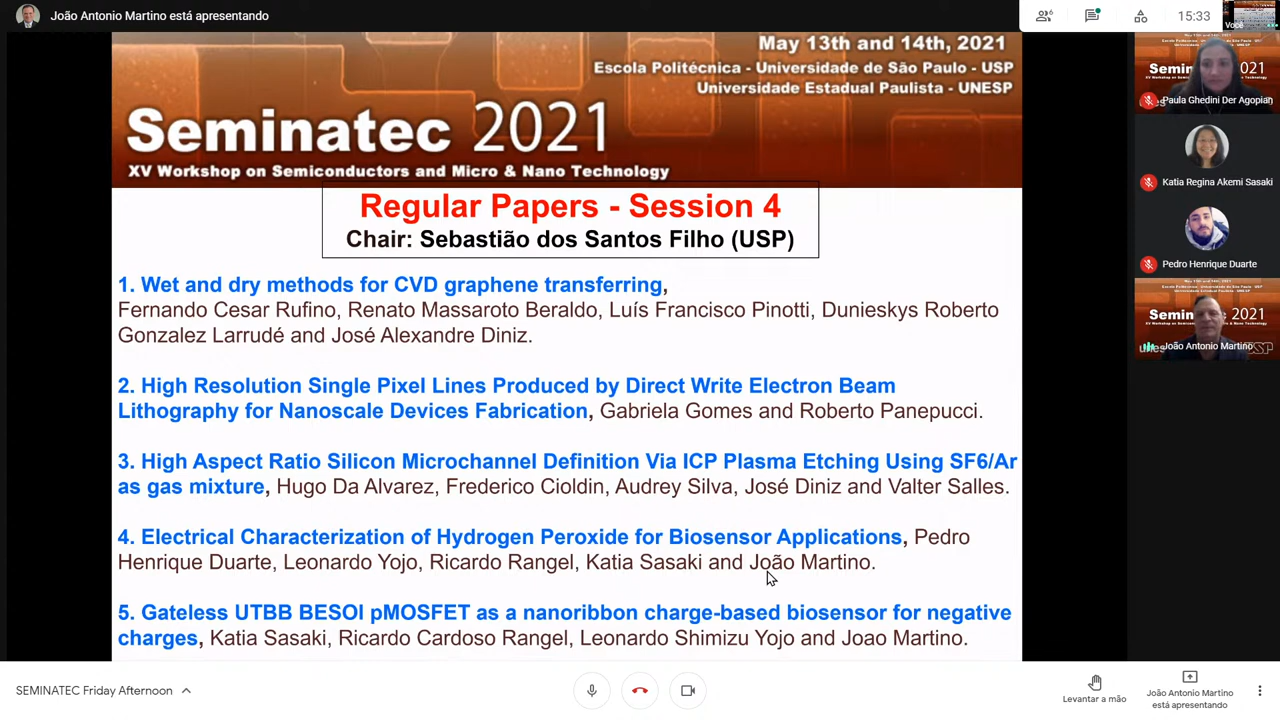 João Antonio Martino está apresentando
6
15:33
Você
May 13th and 14th, 2021
Escola Politécnica - Universidade de São Paulo - USP
Universidade Estadual Paulista - UNESP
Seminatec 2021
XV Workshop on Semiconductors and Micro & Nano Technology
Regular Papers - Session 4
Chair: Sebastião dos Santos Filho (USP)
1. Wet and dry methods for CVD graphene transferring,
Fernando Cesar Rufino, Renato Massaroto Beraldo, Luís Francisco Pinotti, Dunieskys Roberto
Gonzalez Larrudé and José Alexandre Diniz.
2. High Resolution Single Pixel Lines Produced by Direct Write Electron Beam
Lithography for Nanoscale Devices Fabrication, Gabriela Gomes and Roberto Panepucci.
3. High Aspect Ratio Silicon Microchannel Definition Via ICP Plasma Etching Using SF6/Ar
as gas mixture, Hugo Da Alvarez, Frederico Cioldin, Audrey Silva, José Diniz and Valter Salles.
4. Electrical Characterization of Hydrogen Peroxide for Biosensor Applications, Pedro
Henrique Duarte, Leonardo Yojo, Ricardo Rangel, Katia Sasaki and João Martino.
5. Gateless UTBB BESOI pMOSFET as a nanoribbon charge-based biosensor for negative
charges, Katia Sasaki, Ricardo Cardoso Rangel, Leonardo Shimizu Yojo and Joao Martino.
Paula Ghedini Der Agopian
Katia Regina Akemi Sasaki
Pedro Henrique Duarte
2021
João Antonio Martino
USP
SEMINATEC Friday Afternoon
Levantar a mão
João Antonio Martino
está apresentando